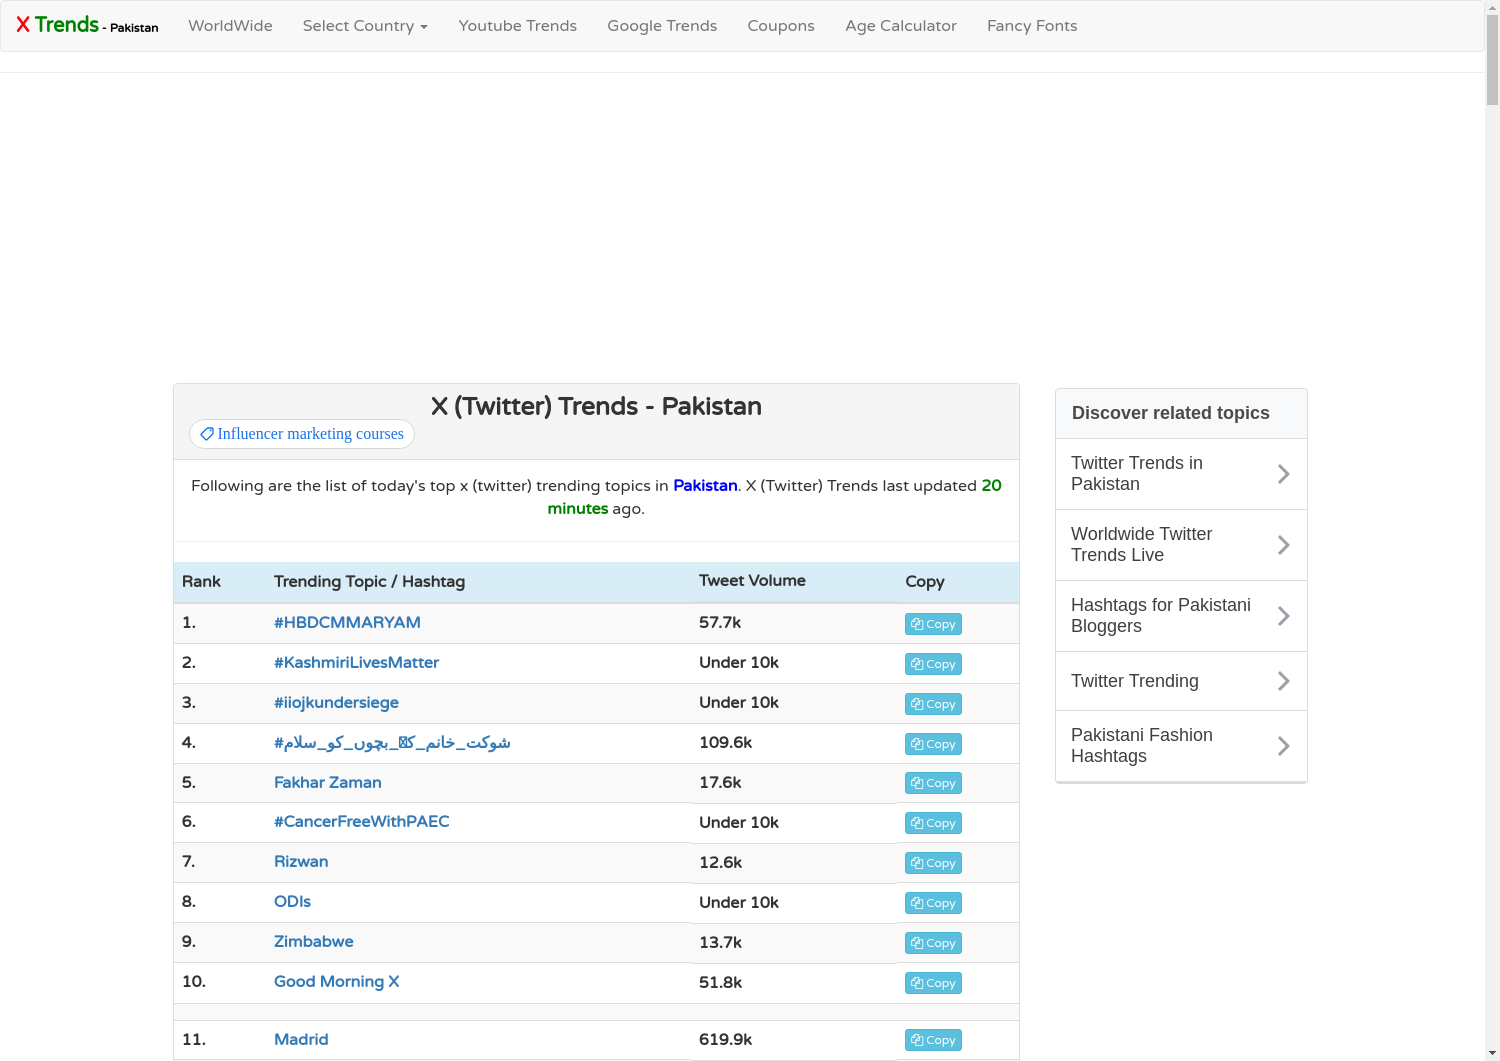 X Trends - Pakistan WorldWide Select Country Youtube Trends Google Trends Coupons Age Calculator Fancy Fonts
X (Twitter) Trends - Pakistan
Influencer marketing courses
Following are the list of today's top x (twitter) trending topics in Pakistan. X (Twitter) Trends last updated 20
minutes ago.
Rank Trending Topic / Hashtag Tweet Volume Copy
1. #HBDCMMARYAM 57.7k Copy
2. #KashmiriLivesMatter Under 10k Copy
3. #iiojkundersiege Under 10k Copy
4. #شوکت_خانم_ک_بچوں_کو_سلام 109.6k Copy
5. Fakhar Zaman 17.6k Copy
6. #CancerFreeWithPAEC Under 10k Copy
7. Rizwan 12.6k Copy
8. ODIs Under 10k Copy
9. Zimbabwe 13.7k Copy
10. Good Morning X 51.8k Copy
11. Madrid 619.9k Copy
Discover related topics
Twitter Trends in
Pakistan
Worldwide Twitter
Trends Live
Hashtags for Pakistani
Bloggers
Twitter Trending
Pakistani Fashion
Hashtags